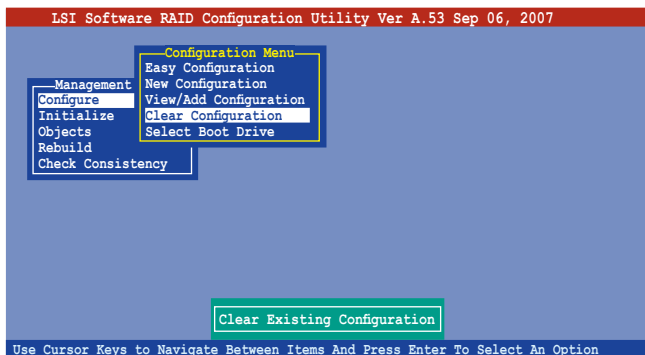 LSI Software RAID Configuration Utility Ver A.53 Sep 06, 2007
Configuration Menu
Easy Configuration
New Configuration
View/Add Configuration
Clear Configuration
Select Boot Drive
Management
Configure
Initialize
Objects
Rebuild
Check Consistency
Clear Existing Configuration
Use Cursor Keys to Navigate Between Items And Press Enter To Select An Option